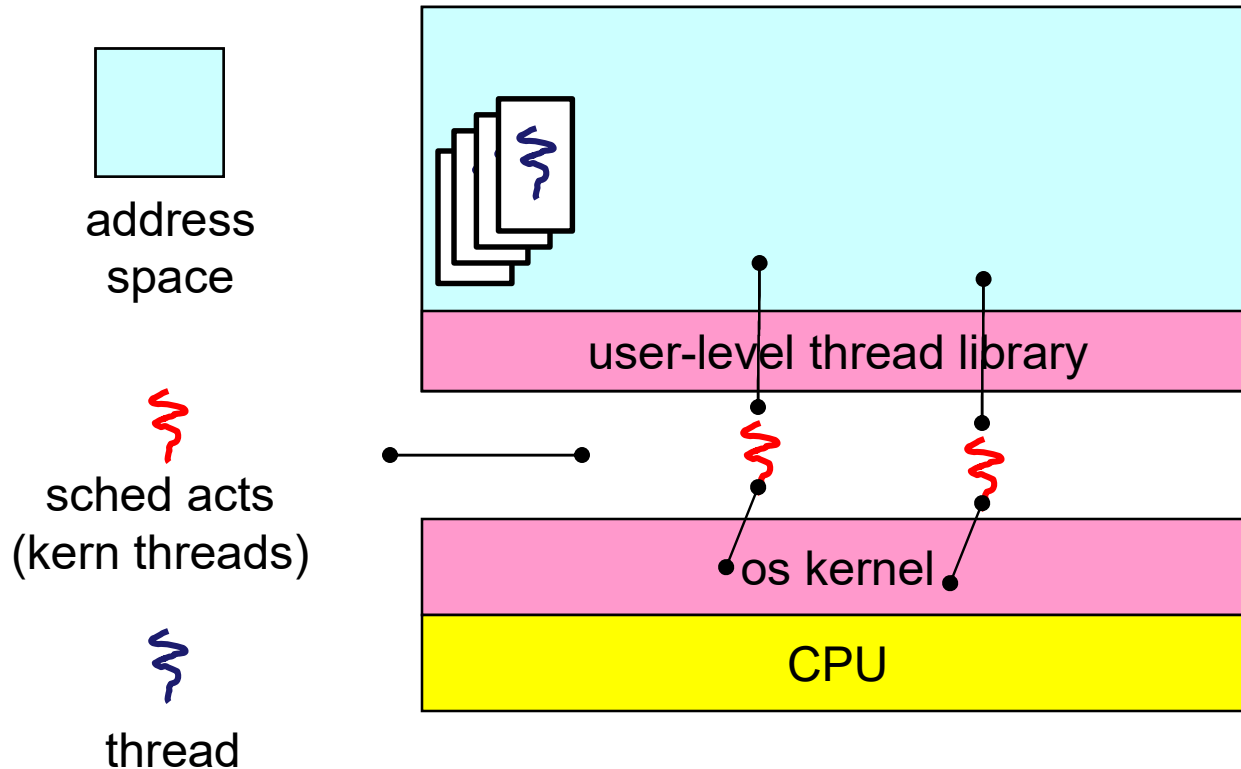 address
space
sched acts
(kern threads)
thread
user-level thread library
os kernel
CPU